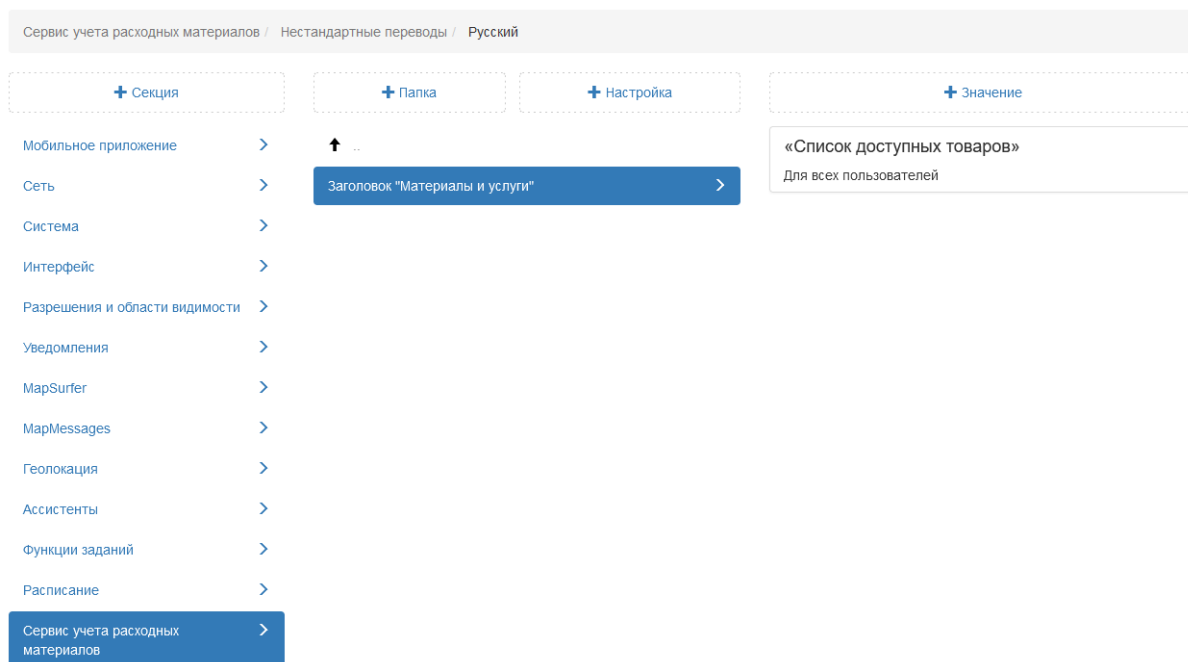 Сервис учета расходных материалов / Нестандартные переводы / Русский
+ Секция
+ Папка
+ Настройка
+ Значение
Мобильное приложение
Сеть
Система
Интерфейс
Разрешения и области видимости
Уведомления
MapSurfer
MapMessages
Геолокация
Ассистенты
Функции заданий
Расписание
Сервис учета расходных
материалов
..
Заголовок "Материалы и услуги"
«Список доступных товаров»
Для всех пользователей